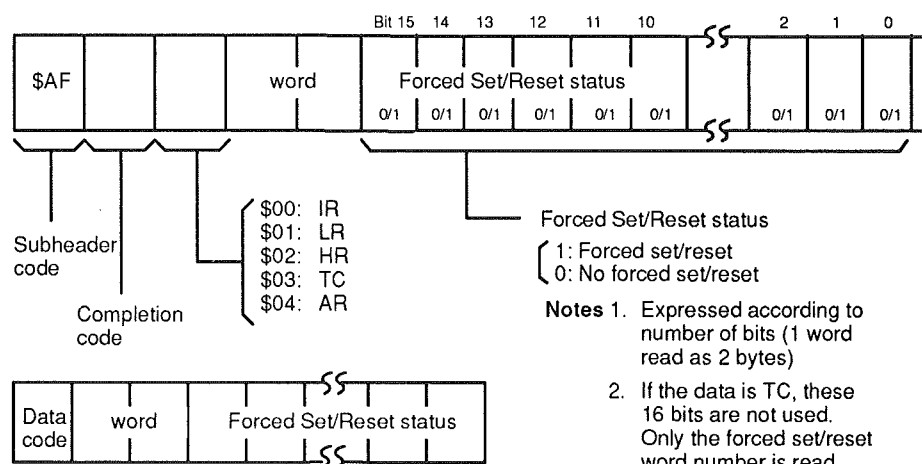 Bit 15 14 13 12 11 10 2 1 0
$AF word Forced Set/Reset status
0/1 0/1 0/1 0/1 0/1 0/1 0/1 0/1 0/1
$00: IR
$01: LR
$02: HR
$03: TC
$04: AR
Subheader
code
Completion
code
Forced Set/Reset status
1: Forced set/reset
0: No forced set/reset
Notes 1. Expressed according to
number of bits (1 word
read as 2 bytes)
2. If the data is TC, these
16 bits are not used.
Only the forced set/reset
word number is read
Data
code
word Forced Set/Reset status